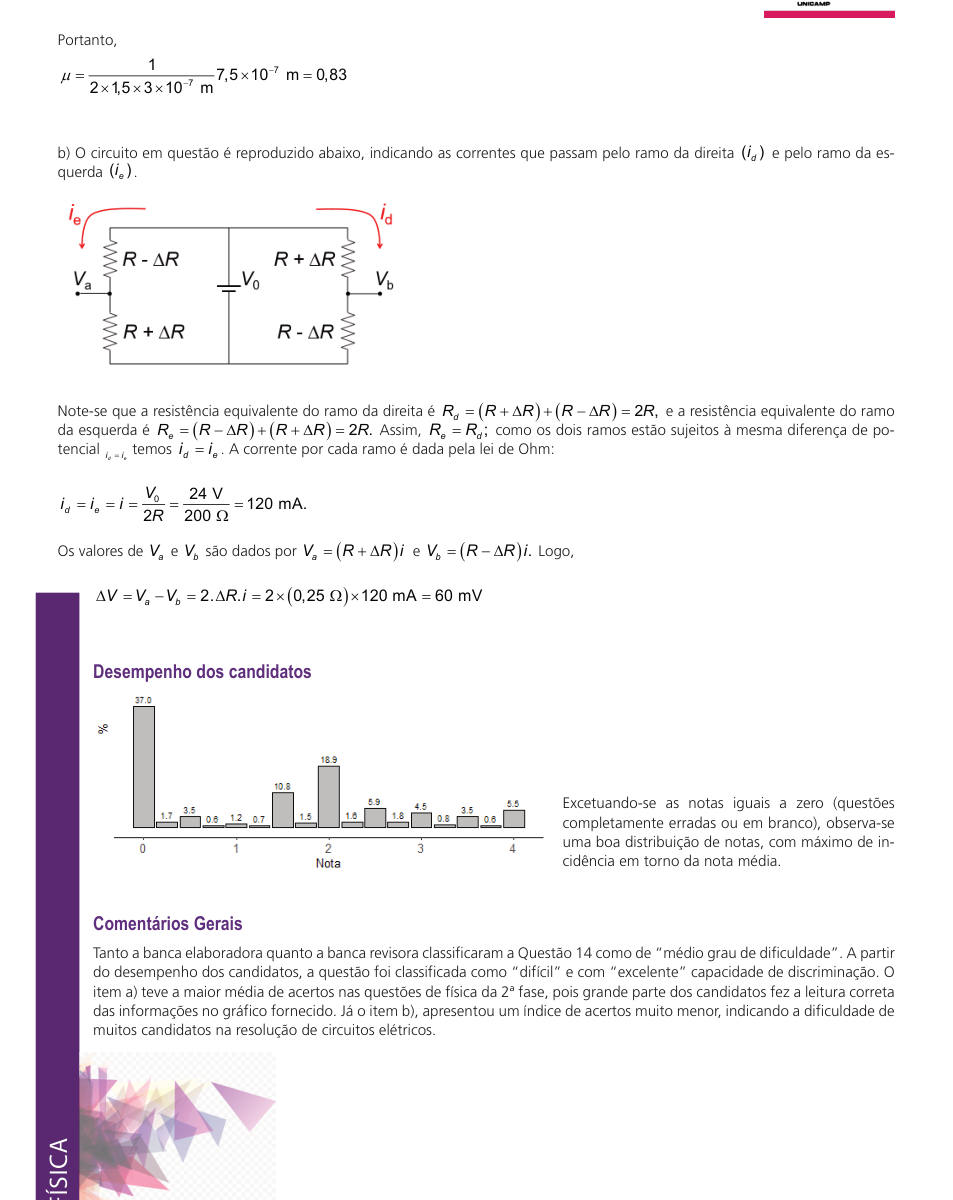 UNICAMP
Portanto,
μ = 1 / (2×1,5×3×10⁻⁷ m) 7,5×10⁻⁷ m = 0,83
b) O circuito em questão é reproduzido abaixo, indicando as correntes que passam pelo ramo da direita (i_d) e pelo ramo da es-
querda (i_e).
i_e i_d
R - ΔR R + ΔR
V_a V_0 V_b
R + ΔR R - ΔR
Note-se que a resistência equivalente do ramo da direita é R_d = (R + ΔR) + (R − ΔR) = 2R, e a resistência equivalente do ramo
da esquerda é R_e = (R − ΔR) + (R + ΔR) = 2R. Assim, R_e = R_d; como os dois ramos estão sujeitos à mesma diferença de po-
tencial temos i_d = i_e. A corrente por cada ramo é dada pela lei de Ohm:
i_d = i_e = i = V_0 / 2R = 24 V / 200 Ω = 120 mA.
Os valores de V_a e V_b são dados por V_a = (R + ΔR)i e V_b = (R − ΔR)i. Logo,
ΔV = V_a − V_b = 2.ΔR.i = 2×(0,25 Ω)×120 mA = 60 mV
Desempenho dos candidatos
%
37.0 1.7 3.5 0.6 1.2 0.7 10.8 1.5 18.9 1.6 5.9 1.8 4.5 0.8 3.5 0.6 5.5
0 1 2 3 4
Nota
Excetuando-se as notas iguais a zero (questões
completamente erradas ou em branco), observa-se
uma boa distribuição de notas, com máximo de in-
cidência em torno da nota média.
Comentários Gerais
Tanto a banca elaboradora quanto a banca revisora classificaram a Questão 14 como de “médio grau de dificuldade”. A partir
do desempenho dos candidatos, a questão foi classificada como “difícil” e com “excelente” capacidade de discriminação. O
item a) teve a maior média de acertos nas questões de física da 2ª fase, pois grande parte dos candidatos fez a leitura correta
das informações no gráfico fornecido. Já o item b), apresentou um índice de acertos muito menor, indicando a dificuldade de
muitos candidatos na resolução de circuitos elétricos.
FÍSICA